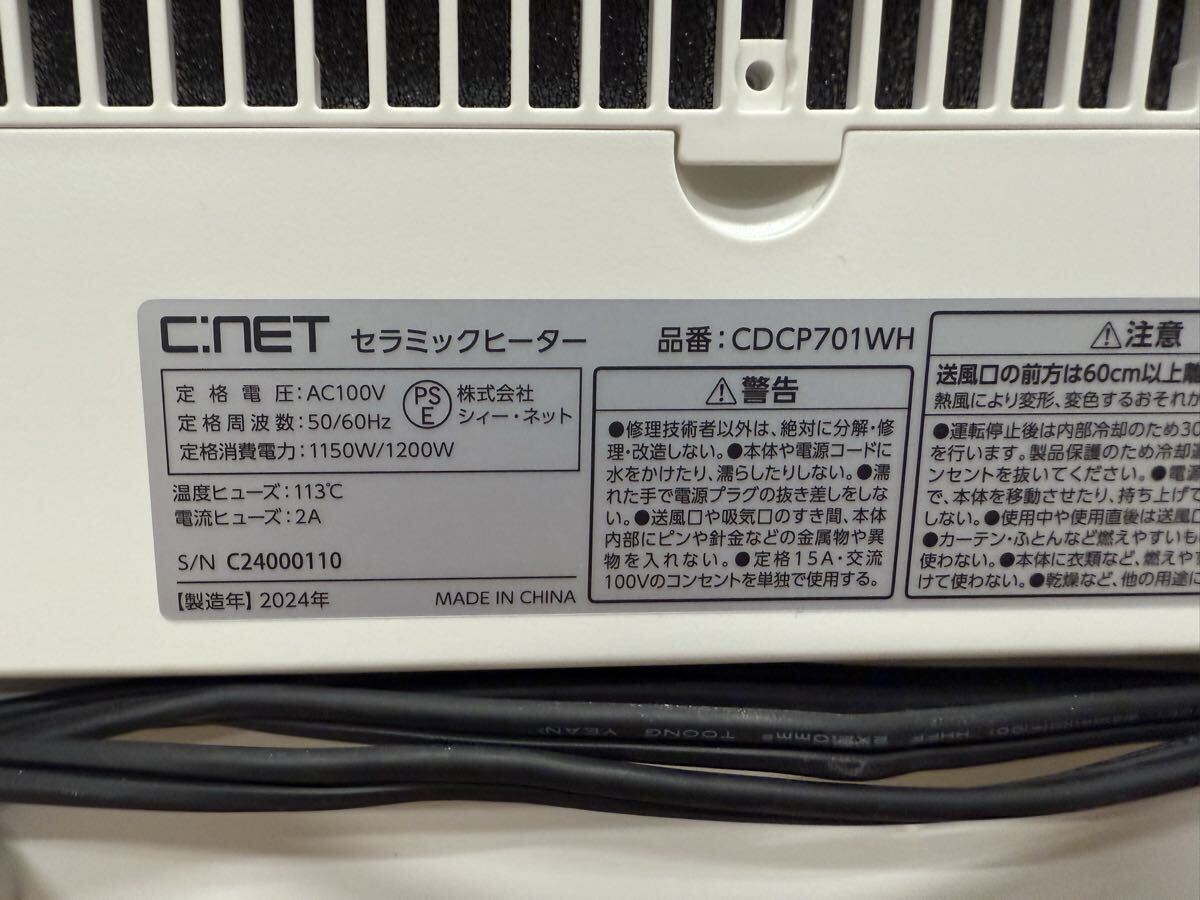 C:NET セラミックヒーター 品番：CDCP701WH
定格電圧：AC100V
定格周波数：50/60Hz
定格消費電力：1150W/1200W
PS
E
株式会社
シィー・ネット
温度ヒューズ：113℃
電流ヒューズ：2A
S/N C24000110
【製造年】2024年 MADE IN CHINA
⚠警告
●修理技術者以外は、絶対に分解・修
理・改造しない。●本体や電源コードに
水をかけたり、濡らしたりしない。●濡
れた手で電源プラグの抜き差しをしな
い。●送風口や吸気口のすき間、本体
内部にピンや針金などの金属物や異
物を入れない。●定格15A・交流
100Vのコンセントを単独で使用する。
⚠注意
送風口の前方は60cm以上離
熱風により変形、変色するおそれが
●運転停止後は内部冷却のため30
を行います。製品保護のため冷却運
ンセントを抜いてください。●電源
で、本体を移動させたり、持ち上げて
しない。●使用中や使用直後は送風口
●カーテン・ふとんなど燃えやすいも
使わない。●本体に衣類など、燃えやす
けて使わない。●乾燥など、他の用途に
TOONG YEAN